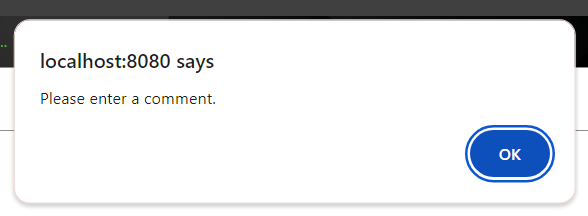 localhost:8080 says
Please enter a comment.
OK